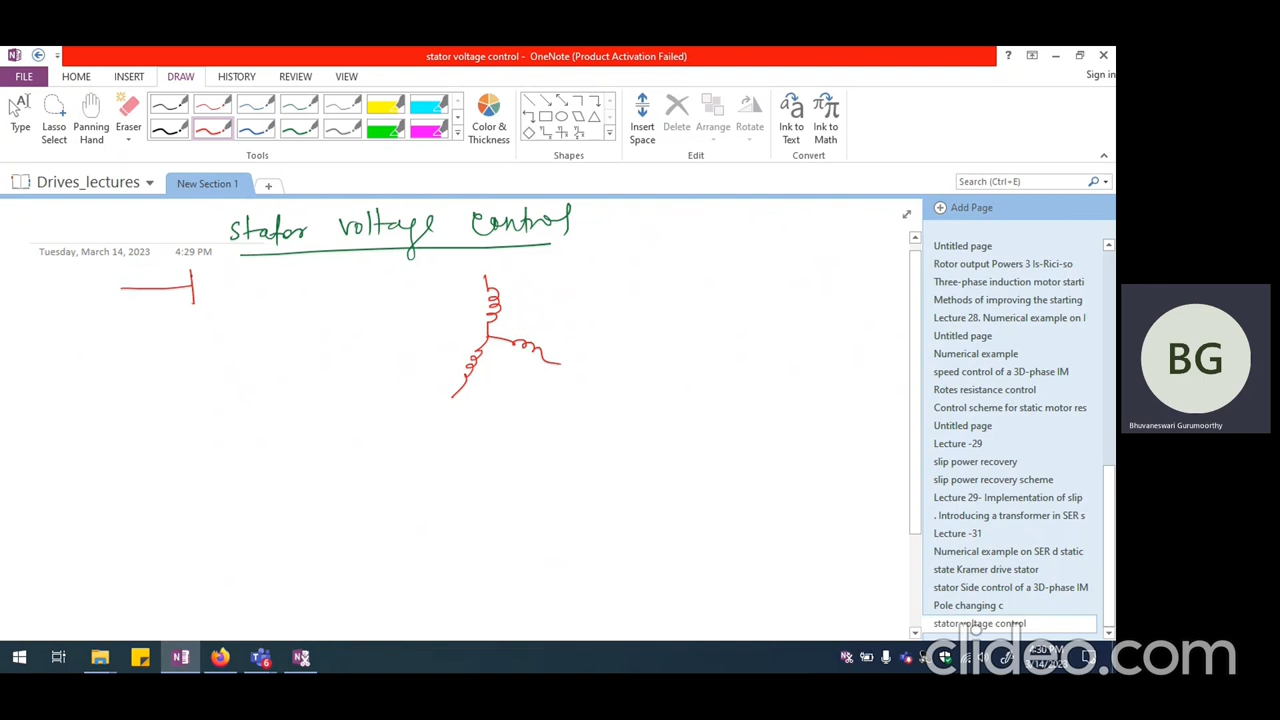 stator voltage control - OneNote (Product Activation Failed)
?
FILE HOME INSERT DRAW HISTORY REVIEW VIEW
Sign in
Type
Lasso Select
Panning Hand
Eraser
Color & Thickness
Insert Space
Delete
Arrange
Rotate
Ink to Text
Ink to Math
Tools
Shapes
Edit
Convert
Drives_lectures
New Section 1
Search (Ctrl+E)
stator voltage control
Tuesday, March 14, 2023 4:29 PM
Add Page
Untitled page
Rotor output Powers 3 Is-Rici-so
Three-phase induction motor starti
Methods of improving the starting
Lecture 28. Numerical example on I
Untitled page
Numerical example
speed control of a 3D-phase IM
Rotes resistance control
Control scheme for static motor res
Untitled page
Lecture -29
slip power recovery
slip power recovery scheme
Lecture 29- Implementation of slip
. Introducing a transformer in SER s
Lecture -31
Numerical example on SER d static
state Kramer drive stator
stator Side control of a 3D-phase IM
Pole changing c
stator voltage control
BG
Bhuvaneswari Gurumoorthy
4:30 PM
3/14/2023
clideo.com